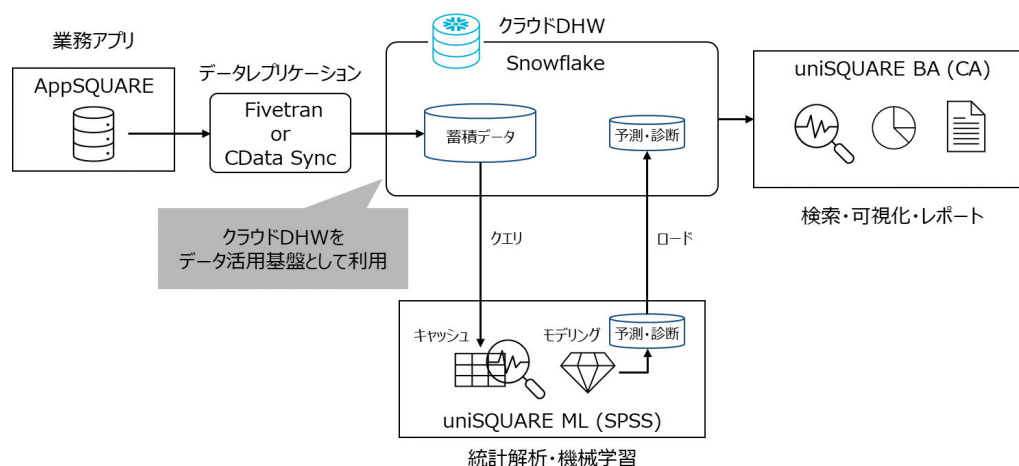 業務アプリ
AppSQUARE
データレプリケーション
Fivetran
or
CData Sync
クラウドDHW
Snowflake
蓄積データ
予測・診断
uniSQUARE BA (CA)
検索・可視化・レポート
クラウドDHWを
データ活用基盤として利用
クエリ
ロード
キャッシュ
モデリング
予測・診断
uniSQUARE ML (SPSS)
統計解析・機械学習